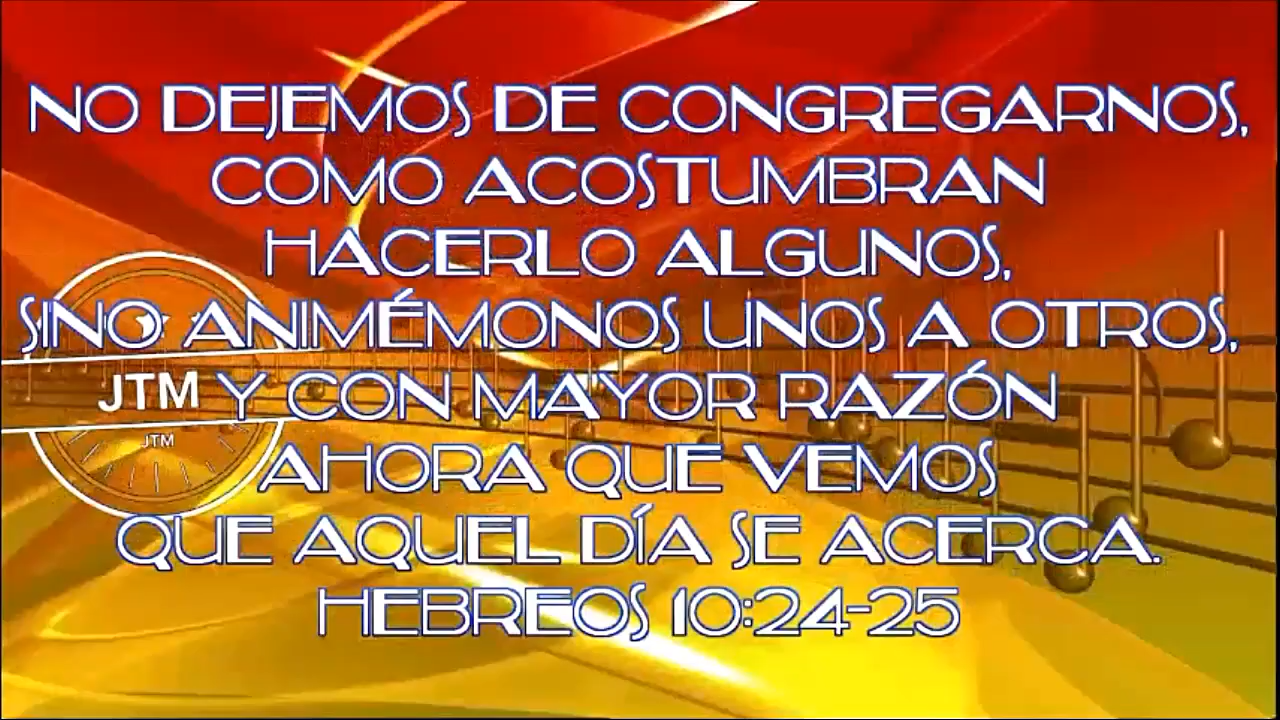 NO DEJEMOS DE CONGREGARNOS,
COMO ACOSTUMBRAN
HACERLO ALGUNOS,
SINO ANIMÉMONOS UNOS A OTROS,
Y CON MAYOR RAZÓN
AHORA QUE VEMOS
QUE AQUEL DÍA SE ACERCA.
HEBREOS 10:24-25
JTM
JTM